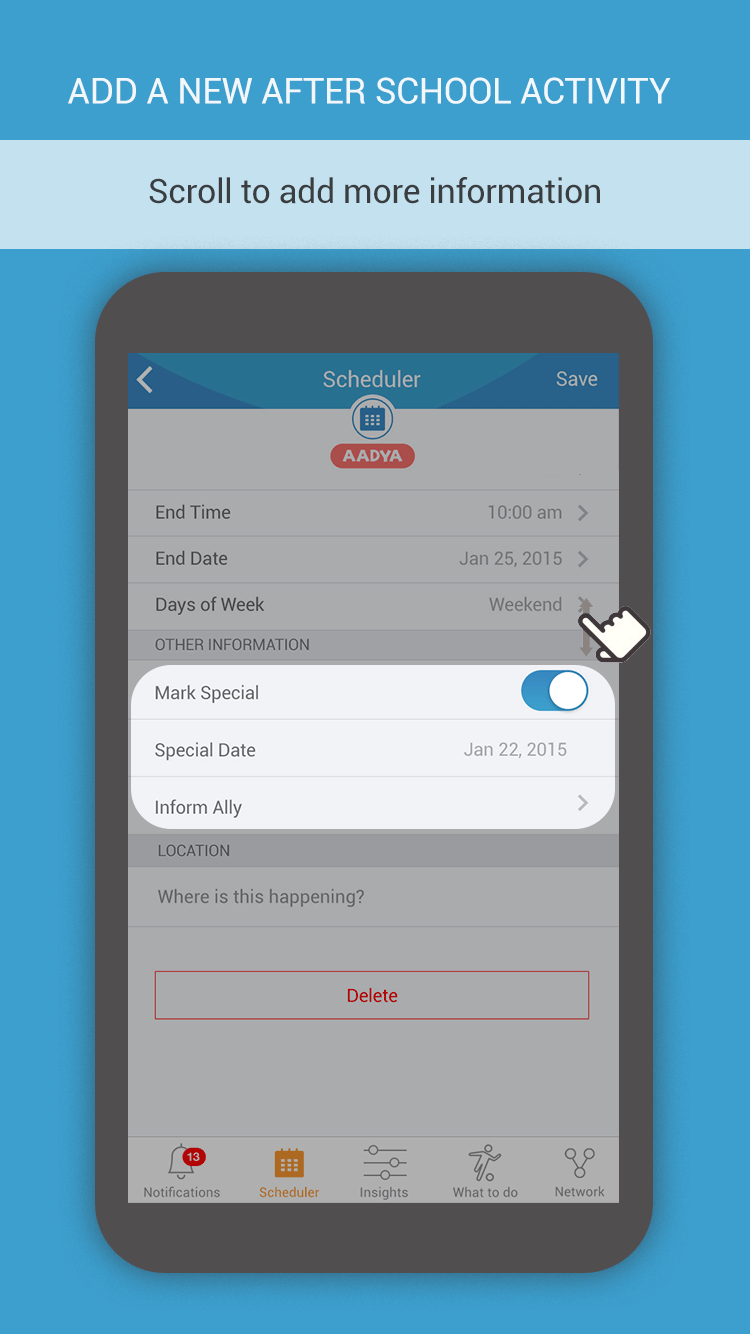 ADD A NEW AFTER SCHOOL ACTIVITY
Scroll to add more information
Scheduler
Save
AADYA
End Time 10:00 am
End Date Jan 25, 2015
Days of Week Weekend
OTHER INFORMATION
Mark Special
Special Date Jan 22, 2015
Inform Ally
LOCATION
Where is this happening?
Delete
13
Notifications Scheduler Insights What to do Network